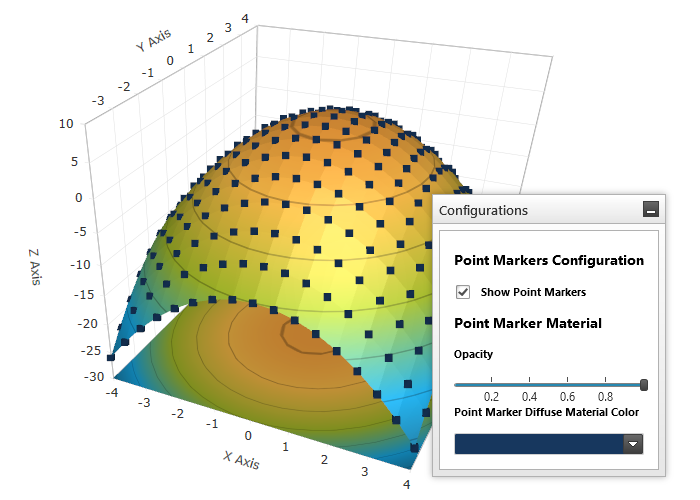 4
3
2
1
0
-1
-2
-3
Y Axis
10
5
0
-5
-10
-15
-20
-25
-30
Z Axis
-4
-3
-2
-1
0
1
2
3
4
X Axis
Configurations
Point Markers Configuration
Show Point Markers
Point Marker Material
Opacity
0.2 0.4 0.6 0.8
Point Marker Diffuse Material Color